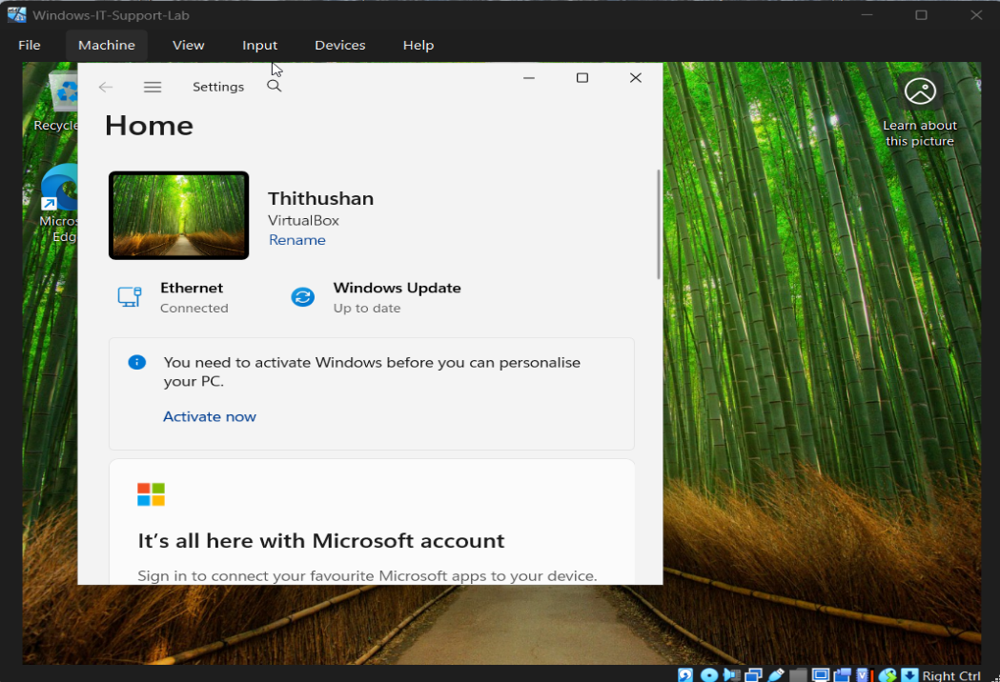 Windows-IT-Support-Lab
File Machine View Input Devices Help
Settings
Home
Recycle
Learn about
this picture
Thithushan
VirtualBox
Rename
Micros
Edg
Ethernet
Connected
Windows Update
Up to date
You need to activate Windows before you can personalise
your PC.
Activate now
It's all here with Microsoft account
Sign in to connect your favourite Microsoft apps to your device.
Right Ctrl